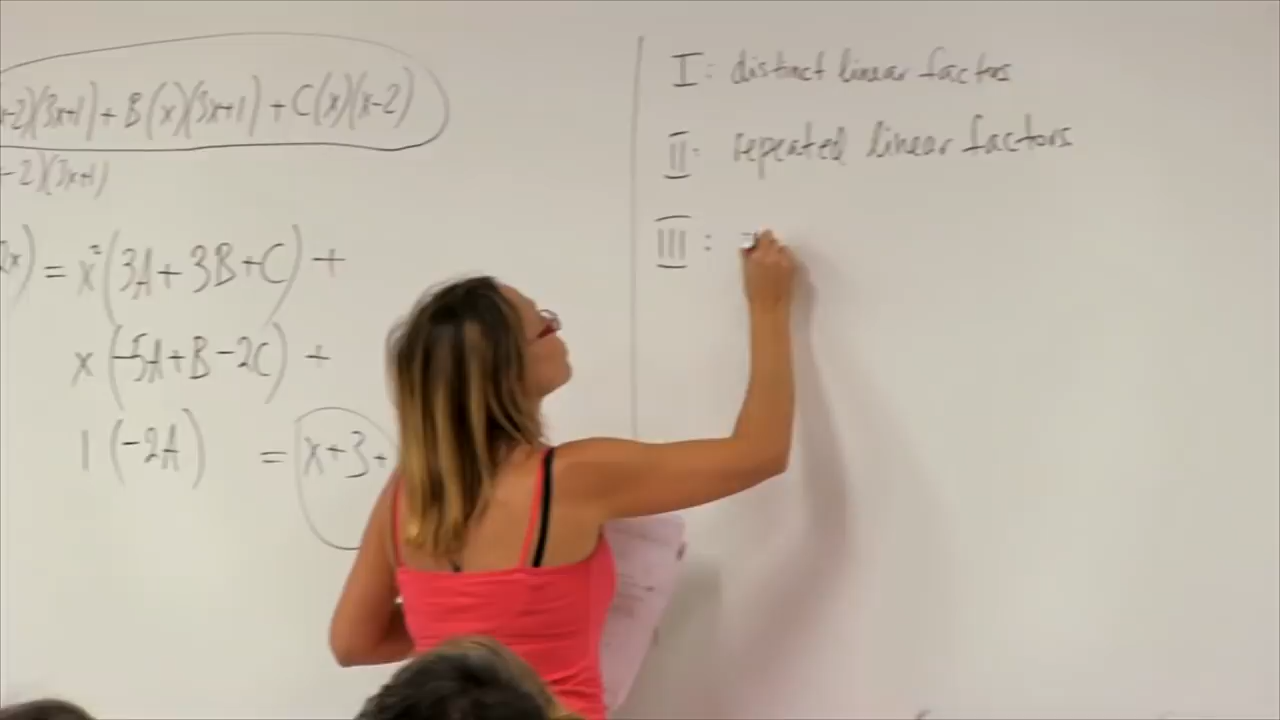 -2)(3x+1) + B(x)(3x+1) + C(x)(x-2)
-2)(3x+1)
2x) = x²(3A + 3B + C) +
x(-5A + B - 2C) +
1(-2A) = x + 3 +
I: distinct linear factors
II: repeated linear factors
III: